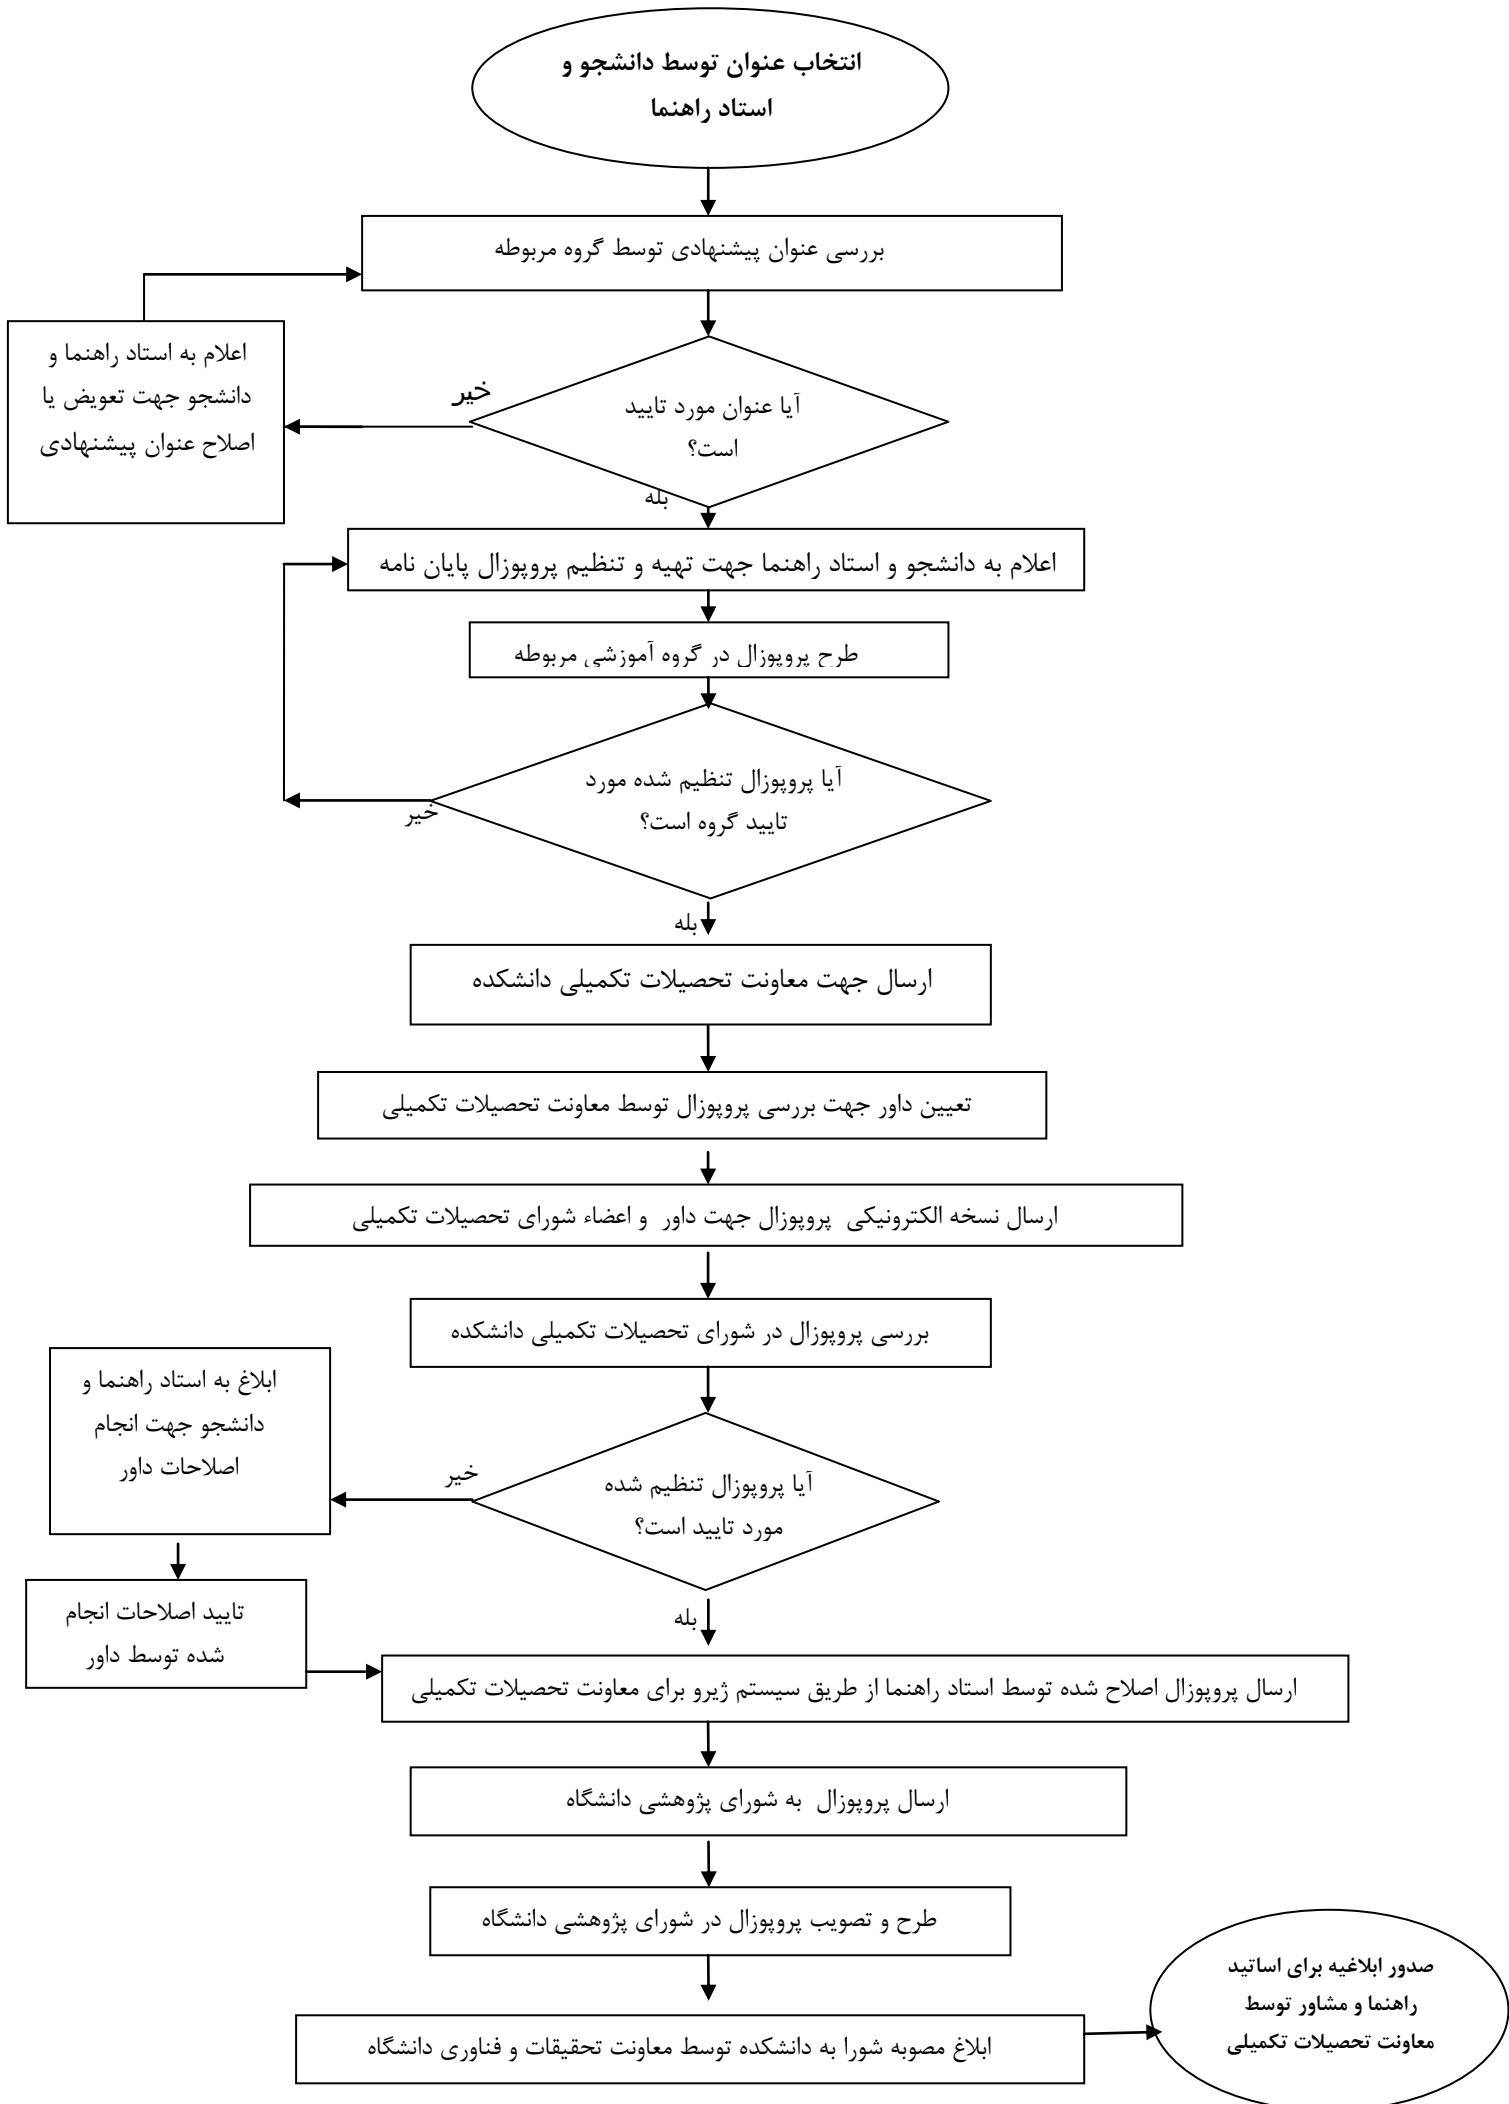 انتخاب عنوان توسط دانشجو و
استاد راهنما
بررسی عنوان پیشنهادی توسط گروه مربوطه
اعلام به استاد راهنما و
دانشجو جهت تعویض یا
اصلاح عنوان پیشنهادی
خیر
آیا عنوان مورد تایید
است؟
بله
اعلام به دانشجو و استاد راهنما جهت تهیه و تنظیم پروپوزال پایان نامه
طرح پروپوزال در گروه آموزشی مربوطه
آیا پروپوزال تنظیم شده مورد
تایید گروه است؟
خیر
بله
ارسال جهت معاونت تحصیلات تکمیلی دانشکده
تعیین داور جهت بررسی پروپوزال توسط معاونت تحصیلات تکمیلی
ارسال نسخه الکترونیکی پروپوزال جهت داور و اعضاء شورای تحصیلات تکمیلی
بررسی پروپوزال در شورای تحصیلات تکمیلی دانشکده
ابلاغ به استاد راهنما و
دانشجو جهت انجام
اصلاحات داور
خیر
آیا پروپوزال تنظیم شده
مورد تایید است؟
تایید اصلاحات انجام
شده توسط داور
بله
ارسال پروپوزال اصلاح شده توسط استاد راهنما از طریق سیستم ژیرو برای معاونت تحصیلات تکمیلی
ارسال پروپوزال به شورای پژوهشی دانشگاه
طرح و تصویب پروپوزال در شورای پژوهشی دانشگاه
ابلاغ مصوبه شورا به دانشکده توسط معاونت تحقیقات و فناوری دانشگاه
صدور ابلاغیه برای اساتید
راهنما و مشاور توسط
معاونت تحصیلات تکمیلی